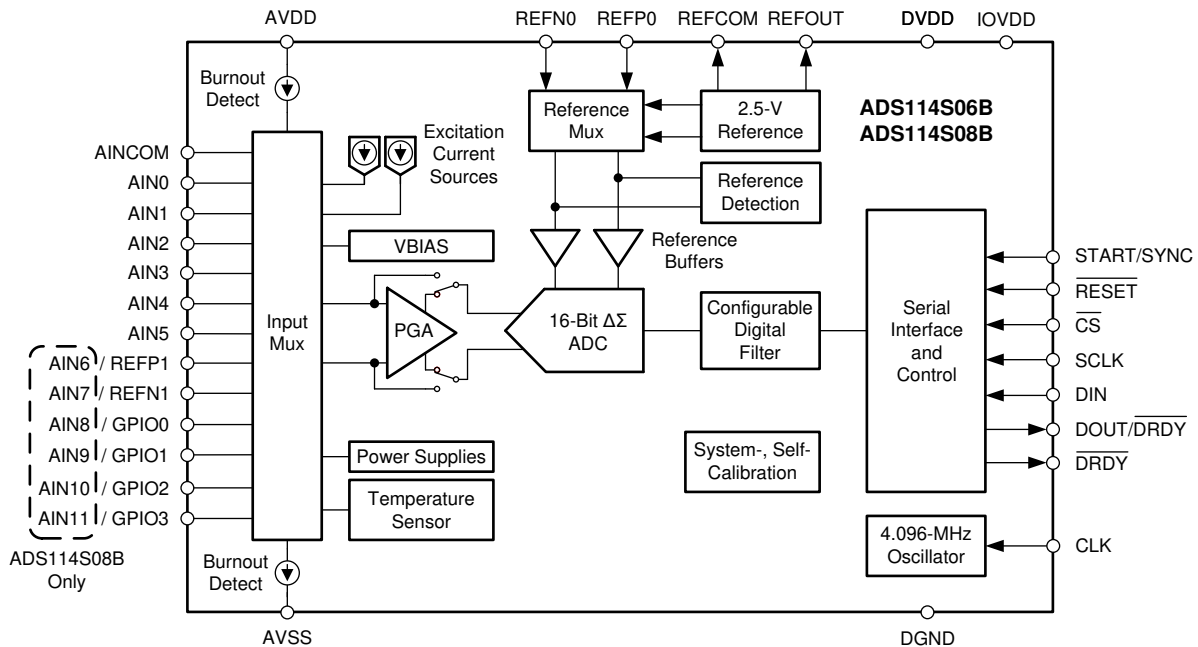 AVDD
REFN0
REFP0
REFCOM
REFOUT
DVDD
IOVDD
Burnout
Detect
Reference
Mux
2.5-V
Reference
ADS114S06B
ADS114S08B
Excitation
Current
Sources
Reference
Detection
AINCOM
AIN0
AIN1
AIN2
AIN3
AIN4
AIN5
AIN6 / REFP1
AIN7 / REFN1
AIN8 / GPIO0
AIN9 / GPIO1
AIN10 / GPIO2
AIN11 / GPIO3
ADS114S08B
Only
Input
Mux
VBIAS
Reference
Buffers
PGA
16-Bit ΔΣ
ADC
Configurable
Digital
Filter
Serial
Interface
and
Control
START/SYNC
RESET
CS
SCLK
DIN
DOUT/DRDY
DRDY
Power Supplies
Temperature
Sensor
System-, Self-
Calibration
4.096-MHz
Oscillator
CLK
Burnout
Detect
AVSS
DGND